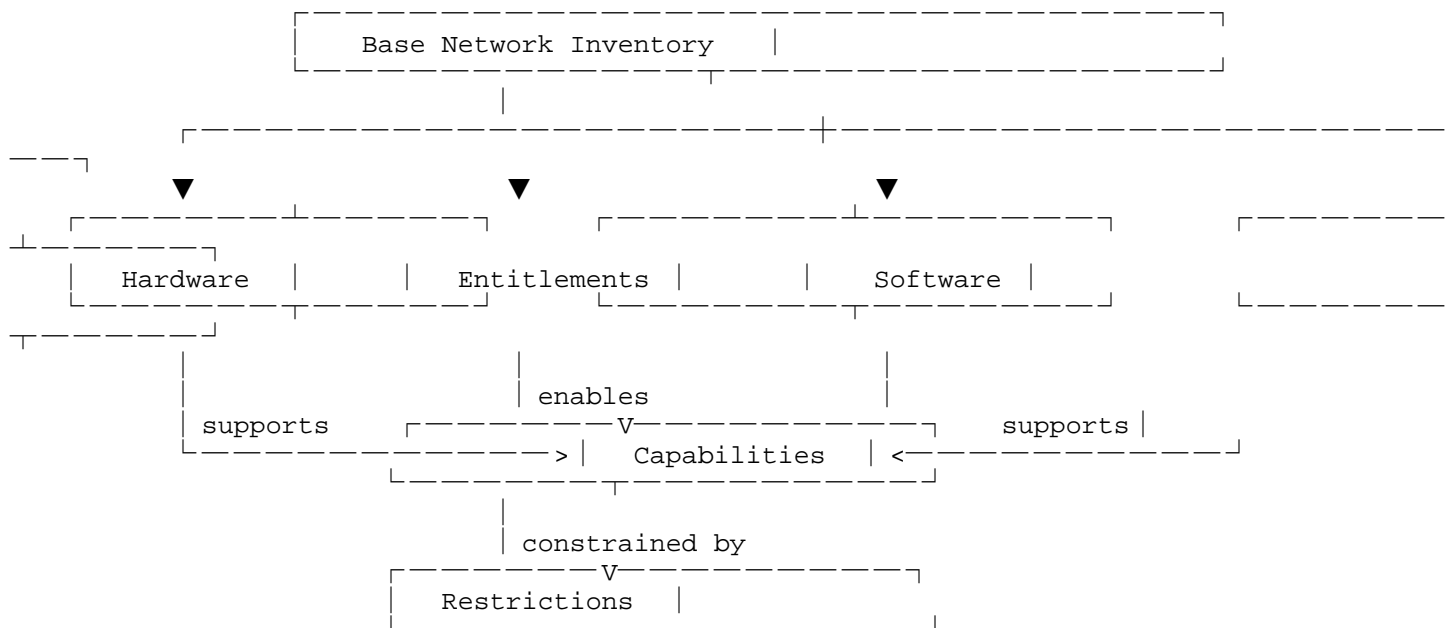 Base Network Inventory
Hardware Entitlements Software
enables
supports V supports
> Capabilities <
constrained by
V
Restrictions